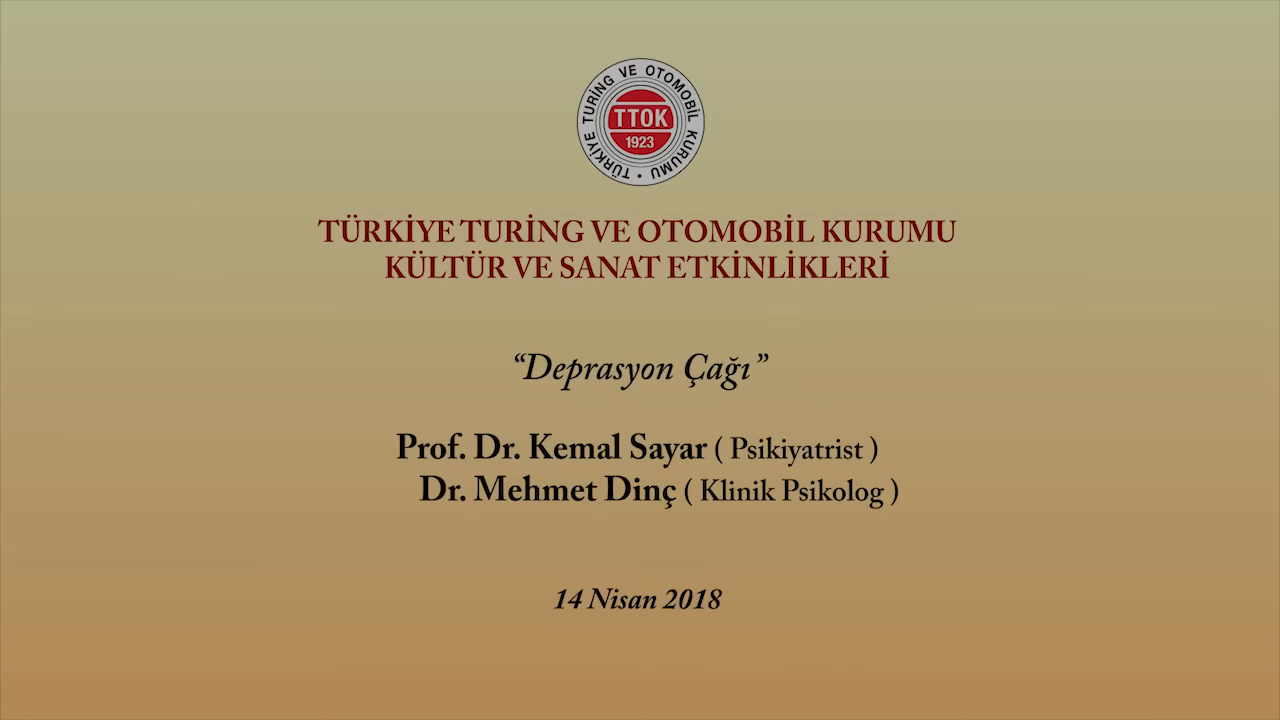 TÜRKİYE TURİNG VE OTOMOBİL KURUMU •
TTOK
1923
TÜRKİYE TURİNG VE OTOMOBİL KURUMU
KÜLTÜR VE SANAT ETKİNLİKLERİ
“Deprasyon Çağı”
Prof. Dr. Kemal Sayar ( Psikiyatrist )
Dr. Mehmet Dinç ( Klinik Psikolog )
14 Nisan 2018